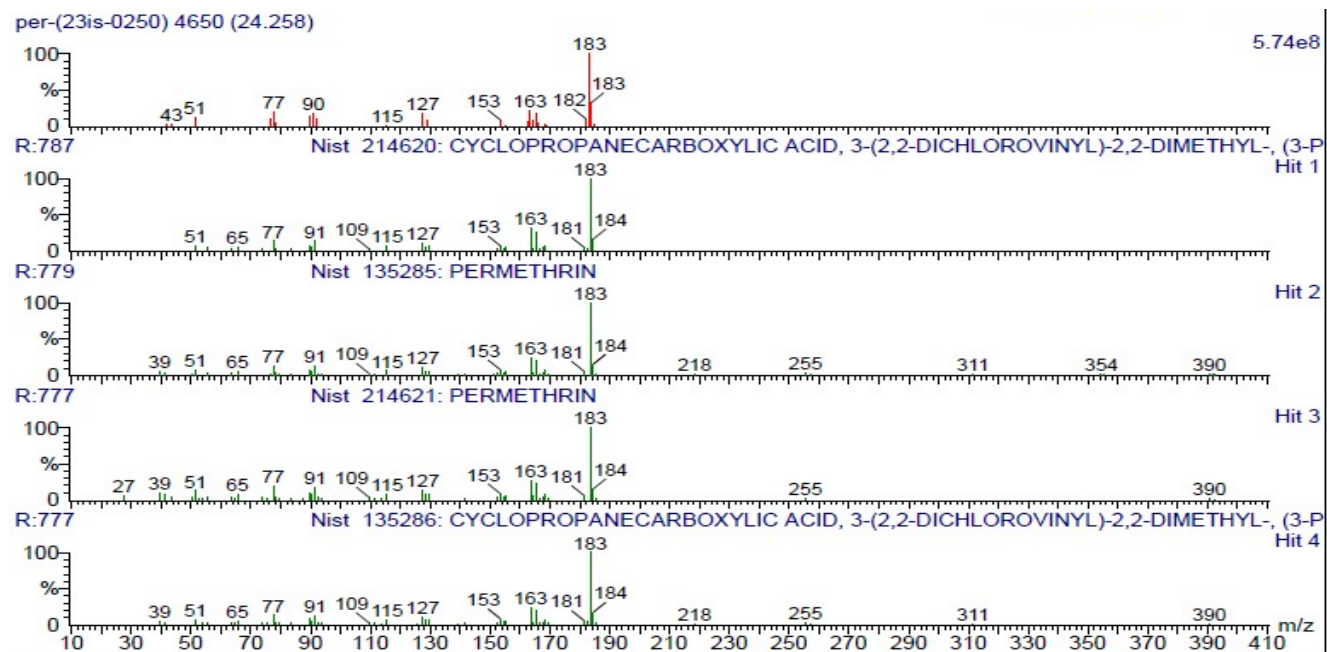 per-(23is-0250) 4650 (24.258)
5.74e8
100
%
0
43 51 77 90 115 127 153 163 182 183 183
R:787 Nist 214620: CYCLOPROPANECARBOXYLIC ACID, 3-(2,2-DICHLOROVINYL)-2,2-DIMETHYL-, (3-P
Hit 1
100
%
0
51 65 77 91 109 115 127 153 163 181 183 184
R:779 Nist 135285: PERMETHRIN
Hit 2
100
%
0
39 51 65 77 91 109 115 127 153 163 181 183 184 218 255 311 354 390
R:777 Nist 214621: PERMETHRIN
Hit 3
100
%
0
27 39 51 65 77 91 109 115 127 153 163 181 183 184 255 390
R:777 Nist 135286: CYCLOPROPANECARBOXYLIC ACID, 3-(2,2-DICHLOROVINYL)-2,2-DIMETHYL-, (3-P
Hit 4
100
%
0
39 51 65 77 91 109 115 127 153 163 181 183 184 218 255 311 390
m/z
10 30 50 70 90 110 130 150 170 190 210 230 250 270 290 310 330 350 370 390 410